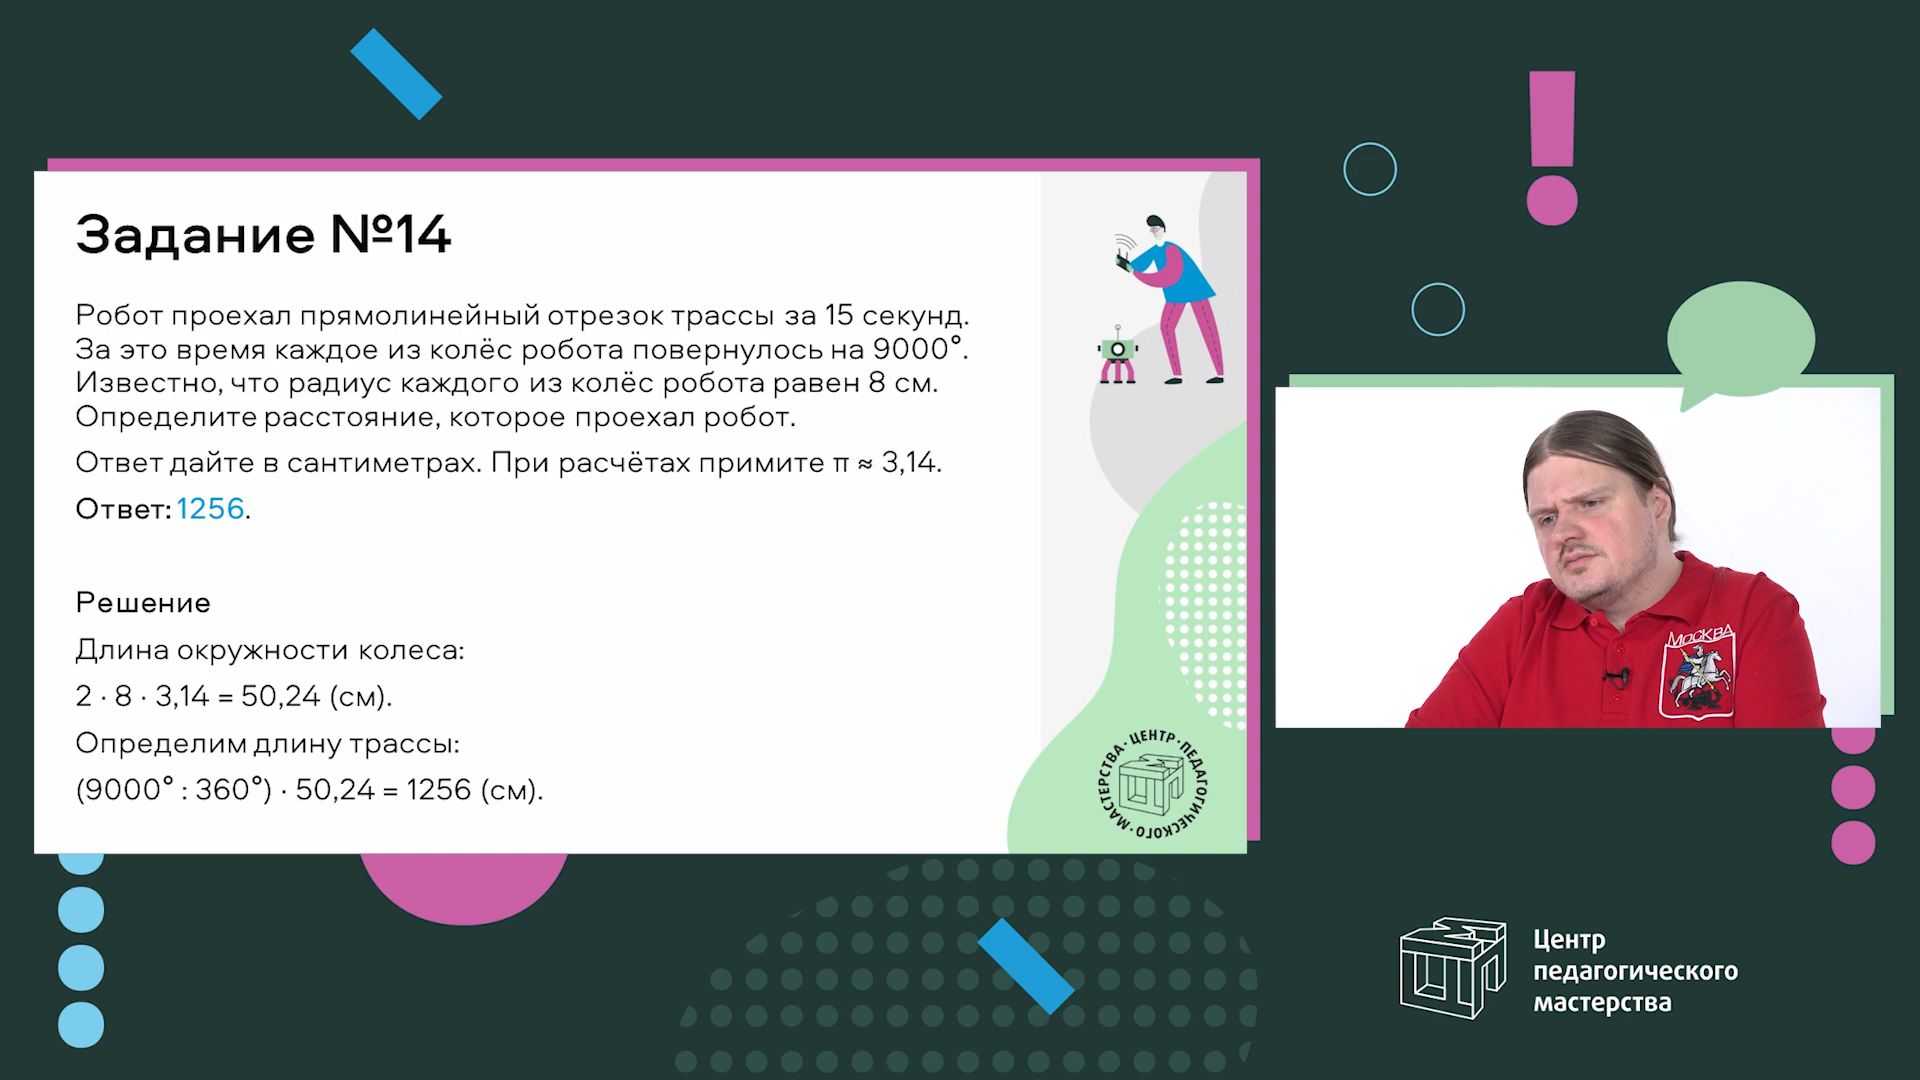 Задание №14
Робот проехал прямолинейный отрезок трассы за 15 секунд.
За это время каждое из колёс робота повернулось на 9000°.
Известно, что радиус каждого из колёс робота равен 8 см.
Определите расстояние, которое проехал робот.
Ответ дайте в сантиметрах. При расчётах примите π ≈ 3,14.
Ответ: 1256.
Решение
Длина окружности колеса:
2 · 8 · 3,14 = 50,24 (см).
Определим длину трассы:
(9000° : 360°) · 50,24 = 1256 (см).
ЦЕНТР · ПЕДАГОГИЧЕСКОГО · МАСТЕРСТВА ·
МОСКВА
Центр
педагогического
мастерства